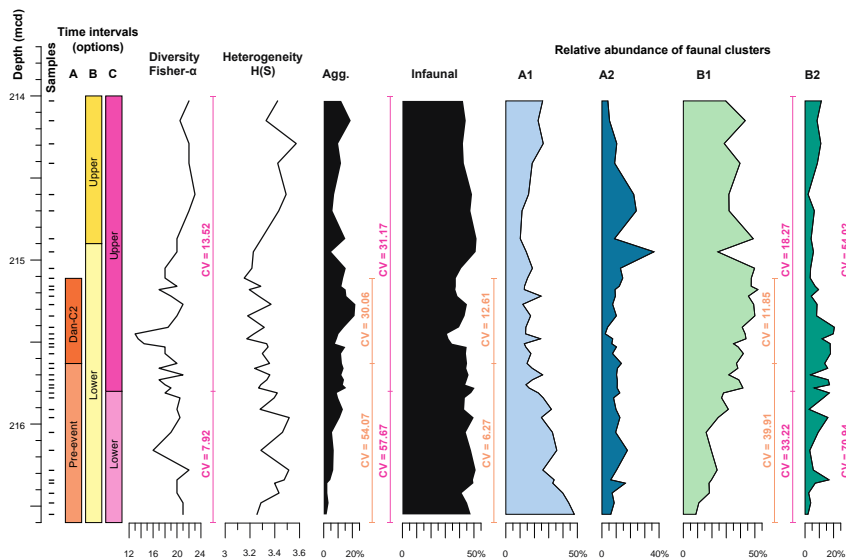 Depth (mcd)
Samples
Time intervals
(options)
A B C
Diversity
Fisher-α
Heterogeneity
H(S)
Agg.
Infaunal
Relative abundance of faunal clusters
A1
A2
B1
B2
214
215
216
Dan-C2
Pre-event
Upper
Lower
Upper
Lower
CV = 13.52
CV = 7.92
CV = 30.06
CV = 54.07
CV = 31.17
CV = 57.67
CV = 12.61
CV = 6.27
CV = 11.85
CV = 39.91
CV = 18.27
CV = 33.22
12 16 20 24
3 3.4 3.6
0 20%
0 50%
0 50%
0 40%
0 50%
0 20%